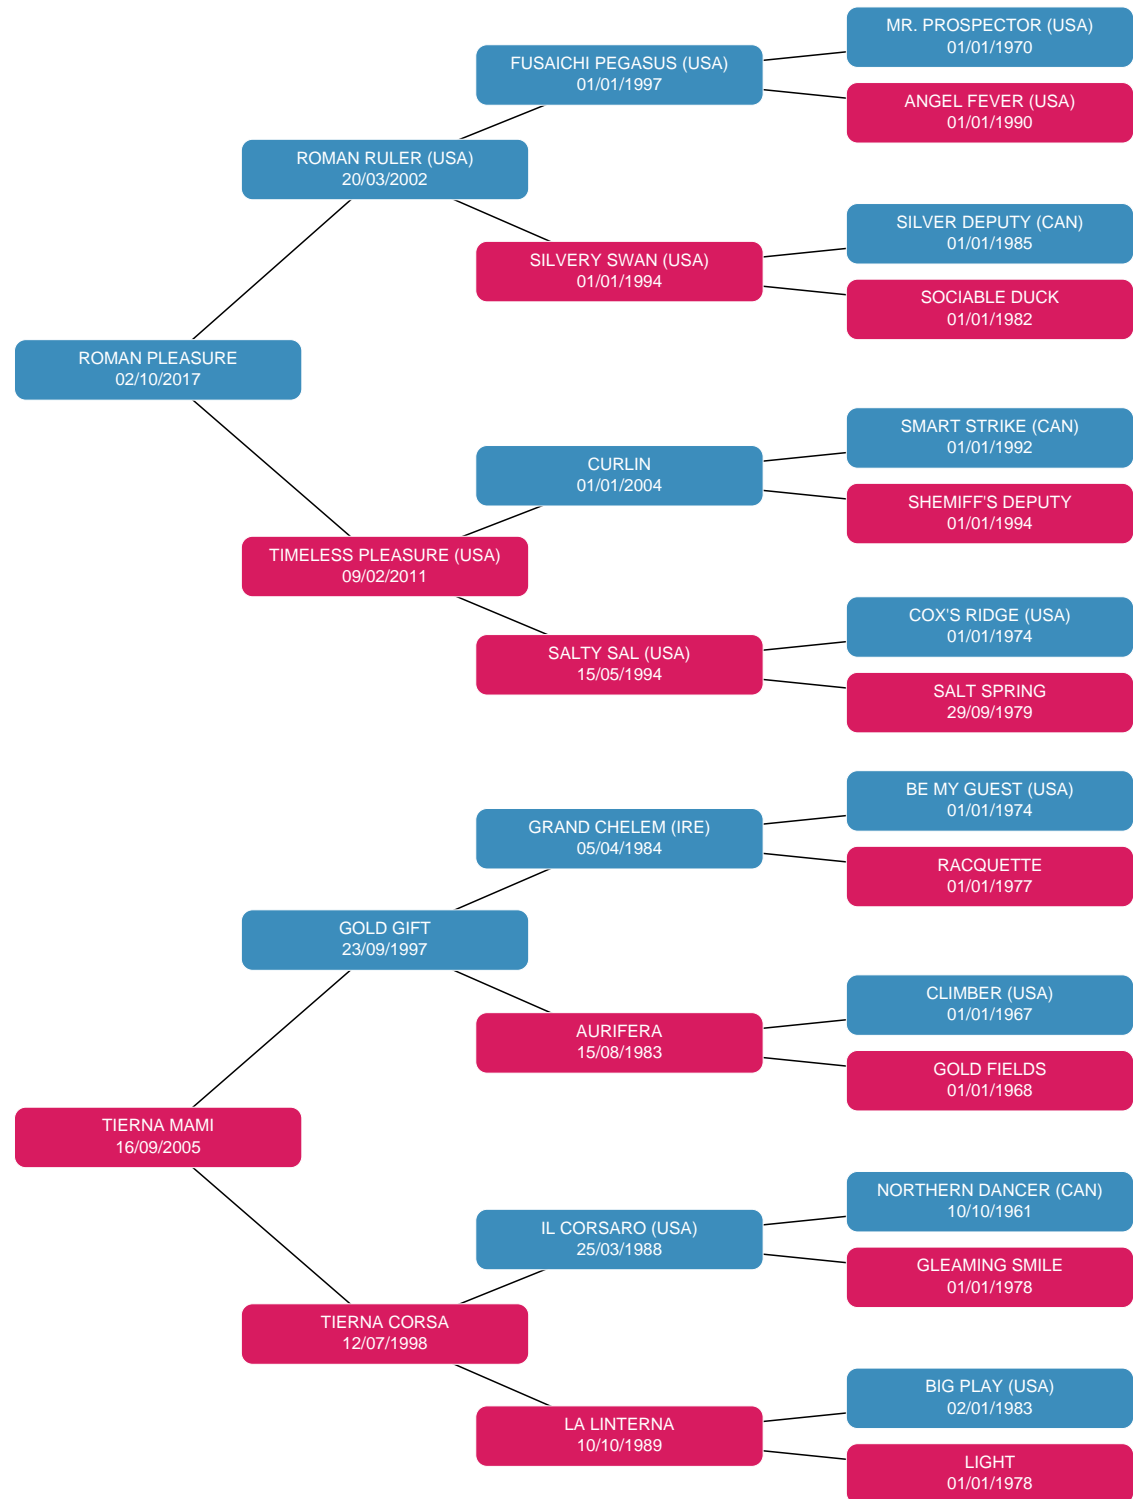 MR. PROSPECTOR (USA)
01/01/1970
FUSAICHI PEGASUS (USA)
01/01/1997
ANGEL FEVER (USA)
01/01/1990
ROMAN RULER (USA)
20/03/2002
SILVER DEPUTY (CAN)
01/01/1985
SILVERY SWAN (USA)
01/01/1994
SOCIABLE DUCK
01/01/1982
ROMAN PLEASURE
02/10/2017
SMART STRIKE (CAN)
01/01/1992
CURLIN
01/01/2004
SHEMIFF'S DEPUTY
01/01/1994
TIMELESS PLEASURE (USA)
09/02/2011
COX'S RIDGE (USA)
01/01/1974
SALTY SAL (USA)
15/05/1994
SALT SPRING
29/09/1979
BE MY GUEST (USA)
01/01/1974
GRAND CHELEM (IRE)
05/04/1984
RACQUETTE
01/01/1977
GOLD GIFT
23/09/1997
CLIMBER (USA)
01/01/1967
AURIFERA
15/08/1983
GOLD FIELDS
01/01/1968
TIERNA MAMI
16/09/2005
NORTHERN DANCER (CAN)
10/10/1961
IL CORSARO (USA)
25/03/1988
GLEAMING SMILE
01/01/1978
TIERNA CORSA
12/07/1998
BIG PLAY (USA)
02/01/1983
LA LINTERNA
10/10/1989
LIGHT
01/01/1978